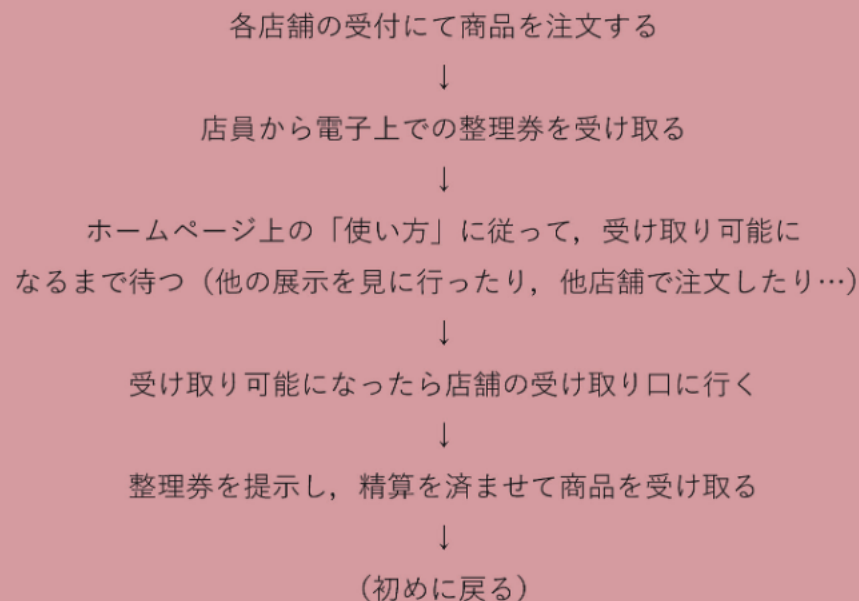 各店舗の受付にて商品を注文する
↓
店員から電子上での整理券を受け取る
↓
ホームページ上の「使い方」に従って，受け取り可能に
なるまで待つ（他の展示を見に行ったり，他店舗で注文したり…）
↓
受け取り可能になったら店舗の受け取り口に行く
↓
整理券を提示し，精算を済ませて商品を受け取る
↓
（初めに戻る）